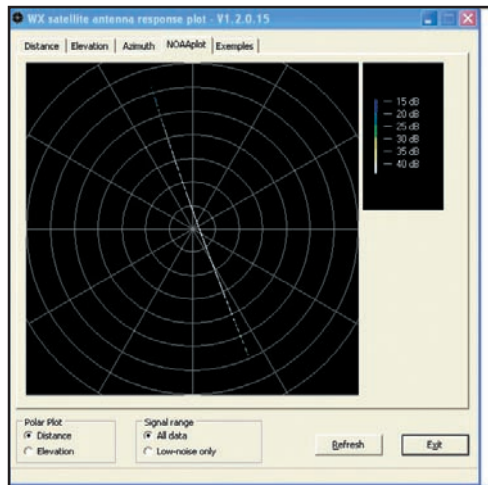 WX satellite antenna response plot - V1.2.0.15
Distance Elevation Azimuth NOAAplot Exemples
15 dB
20 dB
25 dB
30 dB
35 dB
40 dB
Polar Plot
Distance
Elevation
Signal range
All data
Low-noise only
Refresh
Exit